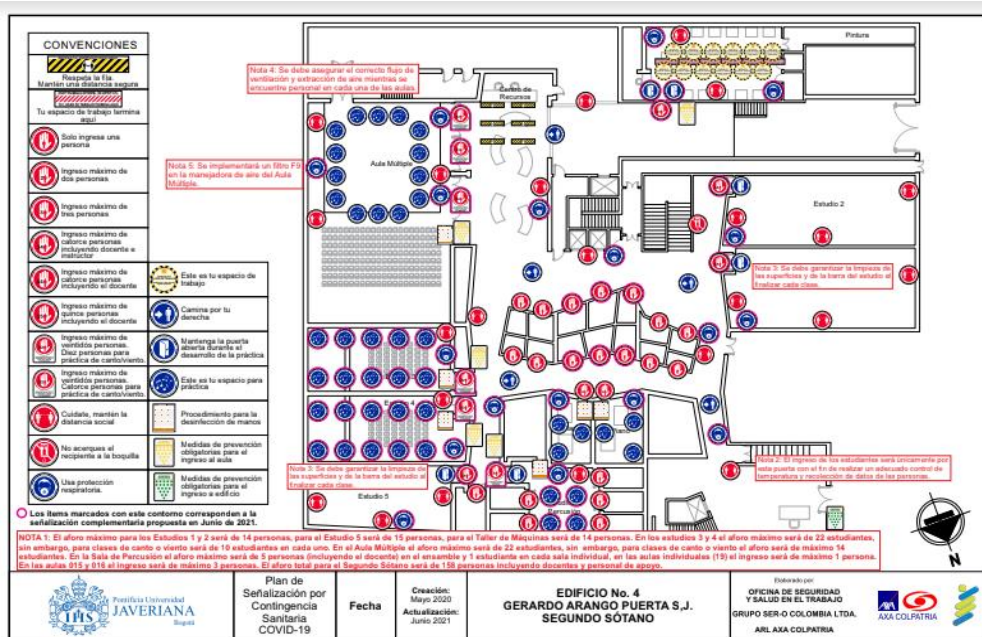 CONVENCIONES
Respeta la fila.
Mantén una distancia segura
Tu espacio de trabajo termina
aquí
Solo ingresa una
persona
Ingreso máximo de
dos personas
Ingreso máximo de
tres personas
Ingreso máximo de
catorce personas
incluyendo docente e
instructor
Ingreso máximo de
catorce personas
incluyendo el docente
Ingreso máximo de
quince personas
incluyendo el docente
Ingreso máximo de
veintidos personas.
Diez personas para
práctica de canto/viento.
Ingreso máximo de
veintidos personas.
Catorce personas para
práctica de canto/viento.
Cuídate, mantén la
distancia social
No acerques el
recipiente a la boquilla
Usa protección
respiratoria.
Este es tu espacio de
trabajo
Camina por tu
derecha
Mantenga la puerta
abierta durante el
desarrollo de la práctica
Este es tu espacio para
práctica
Procedimiento para la
desinfección de manos
Medidas de prevención
obligatorias para el
ingreso al aula
Medidas de prevención
obligatorias para el
ingreso a edificio
Los items marcados con este contorno corresponden a la
señalización complementaria propuesta en Junio de 2021.
Nota 4: Se debe asegurar el correcto flujo de
ventilación y extracción de aire mientras se
encuentre personal en cada una de las aulas.
Centro de
Recursos
Pintura
Nota 5: Se implementará un filtro F9
en la manejadora de aire del Aula
Múltiple.
Aula Múltiple
Estudio 2
Nota 3: Se debe garantizar la limpieza de
las superficies y de la barra del estudio al
finalizar cada clase.
Nota 3: Se debe garantizar la limpieza de
las superficies y de la barra del estudio al
finalizar cada clase.
Estudio 5
Percusión
Nota 2: El ingreso de los estudiantes será únicamente por
esta puerta con el fin de realizar un adecuado control de
temperatura y recolección de datos de las personas.
N
NOTA 1: El aforo máximo para los Estudios 1 y 2 será de 14 personas, para el Estudio 5 será de 15 personas, para el Taller de Máquinas será de 14 personas. En los estudios 3 y 4 el aforo máximo será de 22 estudiantes,
sin embargo, para clases de canto o viento será de 10 estudiantes en cada uno. En el Aula Múltiple el aforo máximo será de 22 estudiantes, sin embargo, para clases de canto o viento el aforo será de máximo 14
estudiantes. En la Sala de Percusión el aforo máximo será de 5 personas (incluyendo el docente) en el ensamble y 1 estudiante en cada sala individual, en las aulas individuales (19) el ingreso será de máximo 1 persona.
En las aulas 015 y 016 el ingreso será de máximo 3 personas. El aforo total para el Segundo Sótano será de 158 personas incluyendo docentes y personal de apoyo.
Pontificia Universidad
JAVERIANA
Bogotá
Plan de
Señalización por
Contingencia
Sanitaria
COVID-19
Fecha
Creación:
Mayo 2020
Actualización:
Junio 2021
EDIFICIO No. 4
GERARDO ARANGO PUERTA S,J.
SEGUNDO SÓTANO
Elaborado por:
OFICINA DE SEGURIDAD
Y SALUD EN EL TRABAJO
GRUPO SER-O COLOMBIA LTDA.
ARL AXA COLPATRIA
AXA COLPATRIA